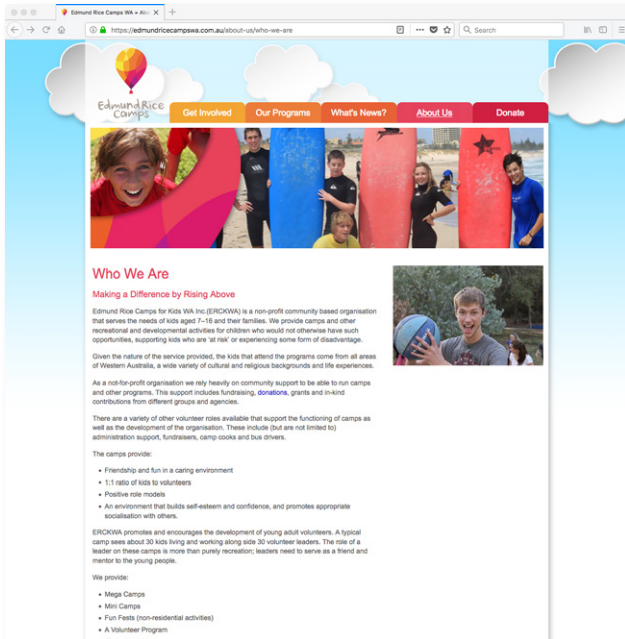 Edmund Rice Camps WA » Abo
https://edmundricecampswa.com.au/about-us/who-we-are
Search
Edmund Rice
Camps
Get Involved
Our Programs
What's News?
About Us
Donate
Who We Are
Making a Difference by Rising Above
Edmund Rice Camps for Kids WA Inc.(ERCKWA) is a non-profit community based organisation
that serves the needs of kids aged 7–16 and their families. We provide camps and other
recreational and developmental activities for children who would not otherwise have such
opportunities, supporting kids who are 'at risk' or experiencing some form of disadvantage.
Given the nature of the service provided, the kids that attend the programs come from all areas
of Western Australia, a wide variety of cultural and religious backgrounds and life experiences.
As a not-for-profit organisation we rely heavily on community support to be able to run camps
and other programs. This support includes fundraising, donations, grants and in-kind
contributions from different groups and agencies.
There are a variety of other volunteer roles available that support the functioning of camps as
well as the development of the organisation. These include (but are not limited to)
administration support, fundraisers, camp cooks and bus drivers.
The camps provide:
• Friendship and fun in a caring environment
• 1:1 ratio of kids to volunteers
• Positive role models
• An environment that builds self-esteem and confidence, and promotes appropriate
socialisation with others.
ERCKWA promotes and encourages the development of young adult volunteers. A typical
camp sees about 30 kids living and working along side 30 volunteer leaders. The role of a
leader on these camps is more than purely recreation; leaders need to serve as a friend and
mentor to the young people.
We provide:
• Mega Camps
• Mini Camps
• Fun Fests (non-residential activities)
• A Volunteer Program